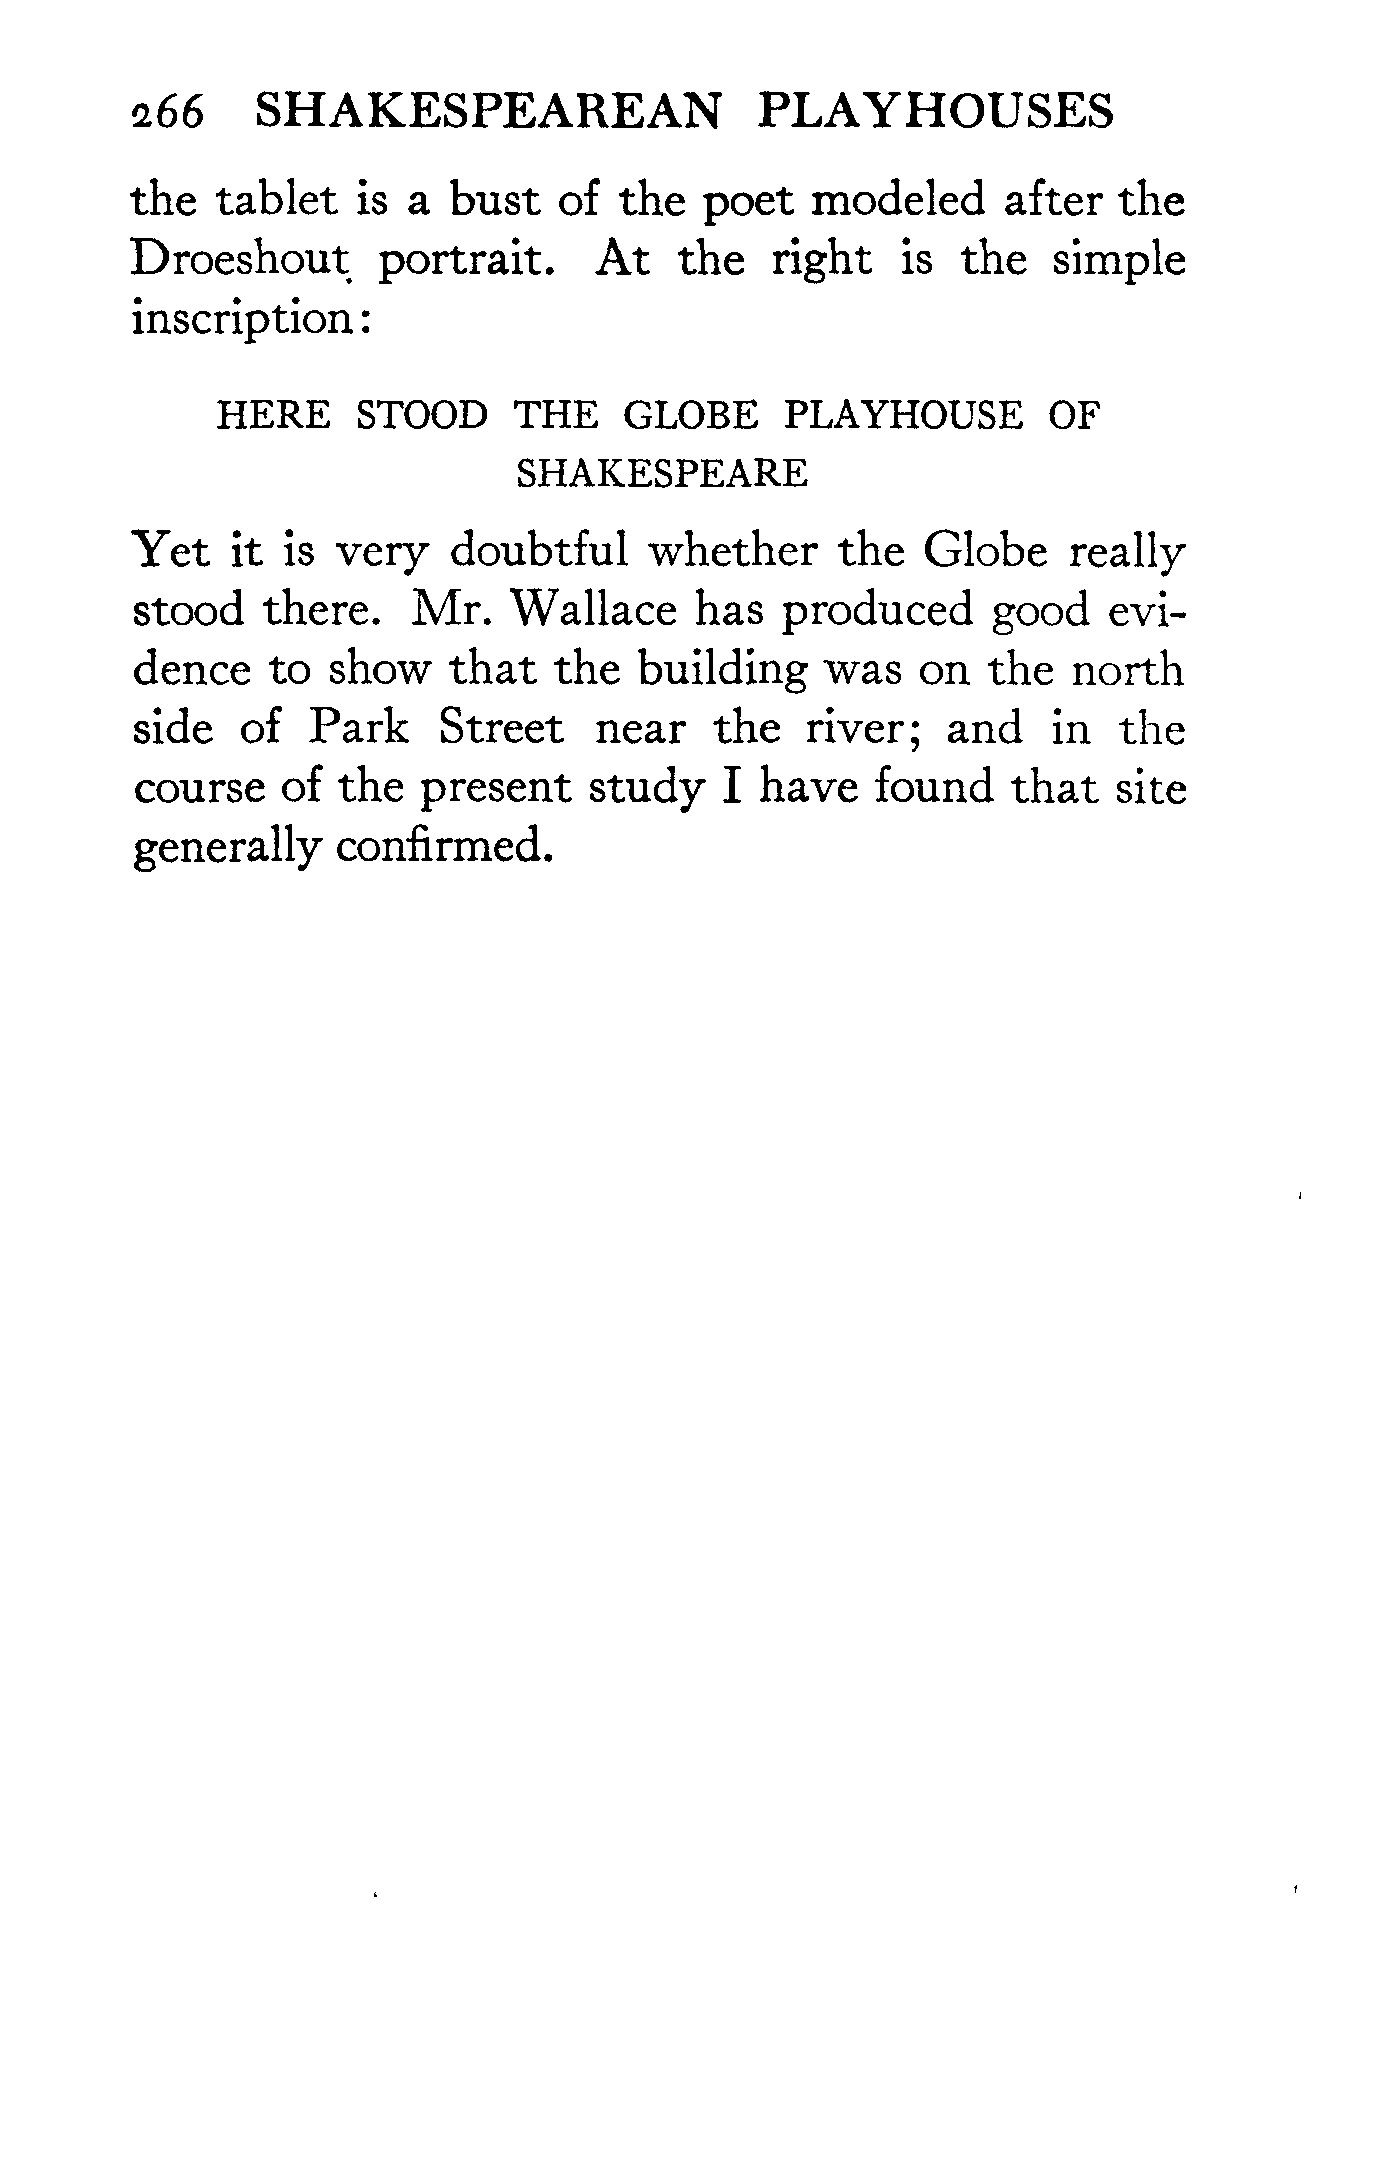 266 SHAKESPEAREAN PLAYHOUSES
the tablet is a bust of the poet modeled after the
Droeshout portrait. At the right is the simple
inscription:
HERE STOOD THE GLOBE PLAYHOUSE OF
SHAKESPEARE
Yet it is very doubtful whether the Globe really
stood there. Mr. Wallace has produced good evi-
dence to show that the building was on the north
side of Park Street near the river; and in the
course of the present study I have found that site
generally confirmed.